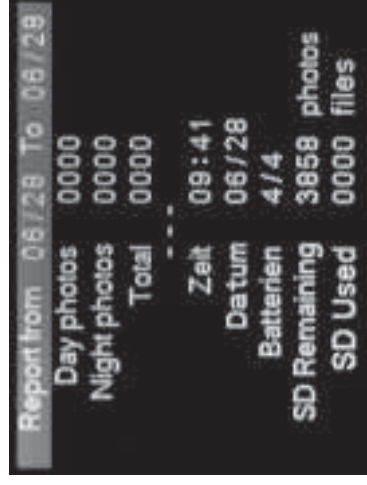 Report from 06/28 To 06/28
Day photos 0000
Night photos 0000
Total 0000
---
Zeit 09:41
Datum 06/28
Batterien 4/4
SD Remaining 3858 photos
SD Used 0000 files